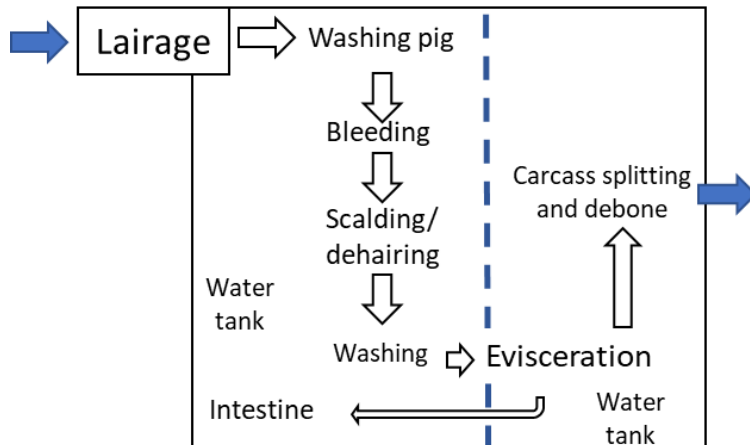 Lairage
Washing pig
Bleeding
Scalding/
dehairing
Washing
Evisceration
Carcass splitting
and debone
Intestine
Water
tank
Water
tank